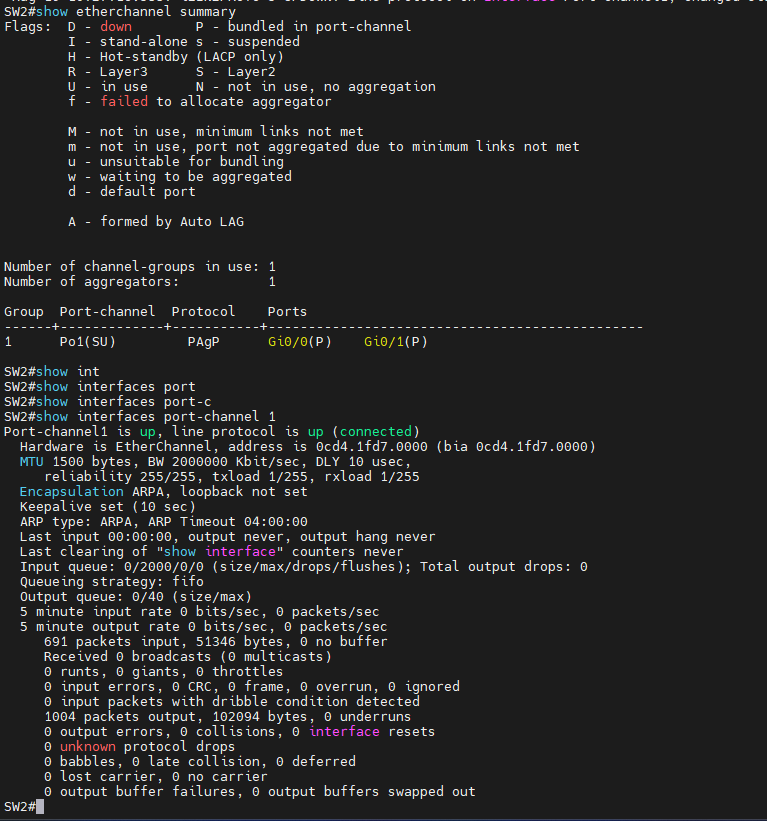 SW2#show etherchannel summary
Flags:  D - down        P - bundled in port-channel
        I - stand-alone s - suspended
        H - Hot-standby (LACP only)
        R - Layer3      S - Layer2
        U - in use      N - not in use, no aggregation
        f - failed to allocate aggregator
        M - not in use, minimum links not met
        m - not in use, port not aggregated due to minimum links not met
        u - unsuitable for bundling
        w - waiting to be aggregated
        d - default port
        A - formed by Auto LAG
Number of channel-groups in use: 1
Number of aggregators:           1
Group  Port-channel  Protocol    Ports
------+-------------+-----------+-----------------------------------------------
1      Po1(SU)         PAgP      Gi0/0(P)    Gi0/1(P)
SW2#show int
SW2#show interfaces port
SW2#show interfaces port-c
SW2#show interfaces port-channel 1
Port-channel1 is up, line protocol is up (connected)
  Hardware is EtherChannel, address is 0cd4.1fd7.0000 (bia 0cd4.1fd7.0000)
  MTU 1500 bytes, BW 2000000 Kbit/sec, DLY 10 usec,
     reliability 255/255, txload 1/255, rxload 1/255
  Encapsulation ARPA, loopback not set
  Keepalive set (10 sec)
  ARP type: ARPA, ARP Timeout 04:00:00
  Last input 00:00:00, output never, output hang never
  Last clearing of "show interface" counters never
  Input queue: 0/2000/0/0 (size/max/drops/flushes); Total output drops: 0
  Queueing strategy: fifo
  Output queue: 0/40 (size/max)
  5 minute input rate 0 bits/sec, 0 packets/sec
  5 minute output rate 0 bits/sec, 0 packets/sec
     691 packets input, 51346 bytes, 0 no buffer
     Received 0 broadcasts (0 multicasts)
     0 runts, 0 giants, 0 throttles
     0 input errors, 0 CRC, 0 frame, 0 overrun, 0 ignored
     0 input packets with dribble condition detected
     1004 packets output, 102094 bytes, 0 underruns
     0 output errors, 0 collisions, 0 interface resets
     0 unknown protocol drops
     0 babbles, 0 late collision, 0 deferred
     0 lost carrier, 0 no carrier
     0 output buffer failures, 0 output buffers swapped out
SW2#